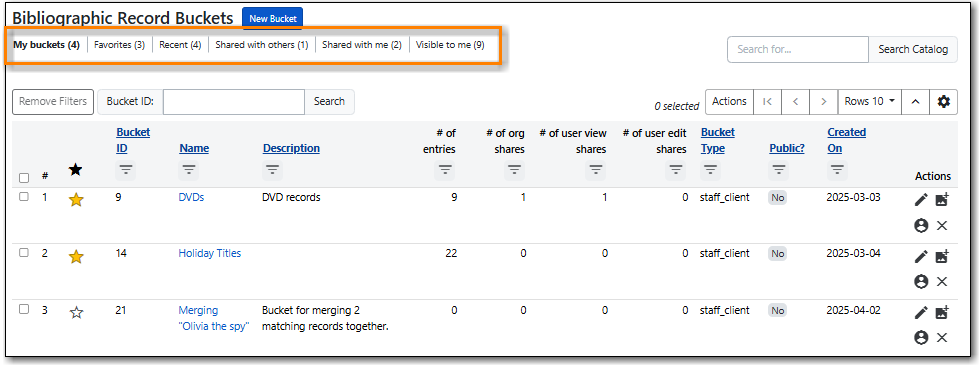 Bibliographic Record Buckets New Bucket
My buckets (4) Favorites (3) Recent (4) Shared with others (1) Shared with me (2) Visible to me (9)
Search for... Search Catalog
Remove Filters Bucket ID: Search 0 selected Actions Rows 10
# Bucket ID Name Description # of entries # of org shares # of user view shares # of user edit shares Bucket Type Public? Created On Actions
1 9 DVDs DVD records 9 1 1 0 staff_client No 2025-03-03
2 14 Holiday Titles 22 0 0 0 staff_client No 2025-03-04
3 21 Merging Bucket for merging 2 0 0 0 0 staff_client No 2025-04-02
"Olivia the spy" matching records together.